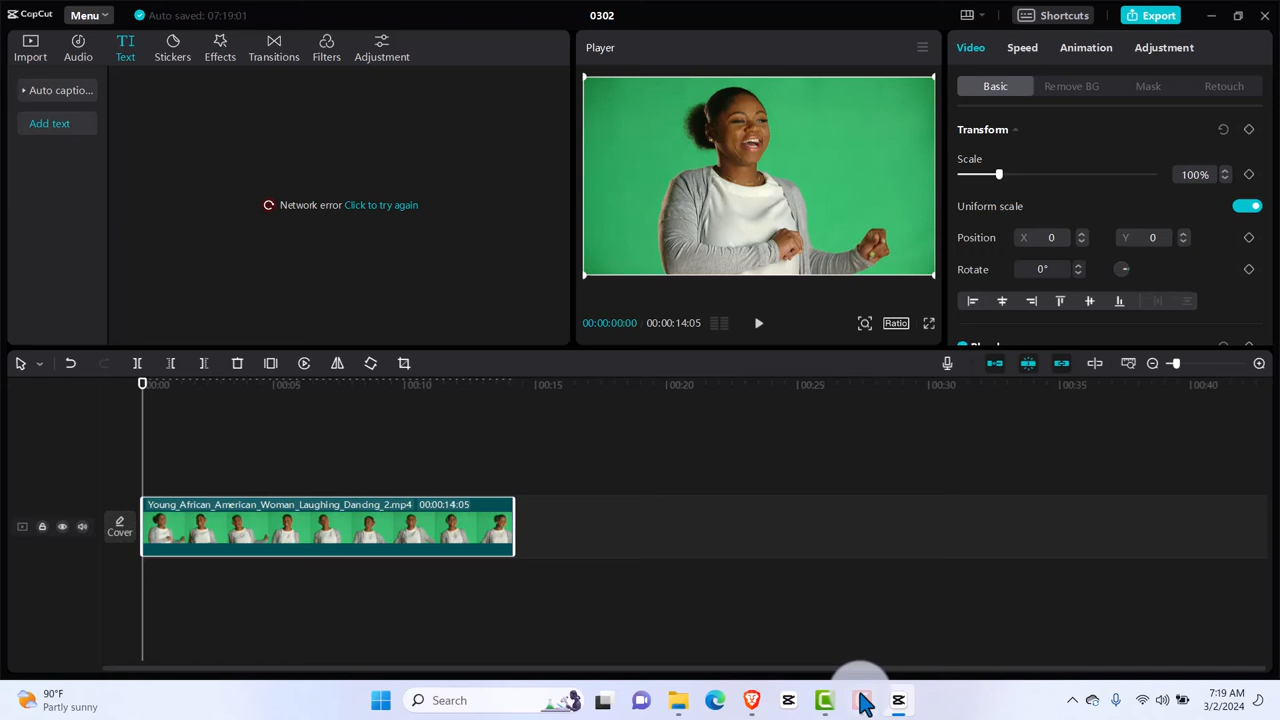 CapCut
Menu
Auto saved: 07:19:01
0302
Shortcuts
Export
Import
Audio
Text
Stickers
Effects
Transitions
Filters
Adjustment
Auto captio...
Add text
Network error Click to try again
Player
00:00:00:00
00:00:14:05
Ratio
Video
Speed
Animation
Adjustment
Basic
Remove BG
Mask
Retouch
Transform
Scale
100%
Uniform scale
Position
X 0
Y 0
Rotate
0°
00:00
00:05
00:10
00:15
00:20
00:25
00:30
00:35
00:40
Young_African_American_Woman_Laughing_Dancing_2.mp4 00:00:14:05
Cover
90°F
Partly sunny
Search
7:19 AM
3/2/2024